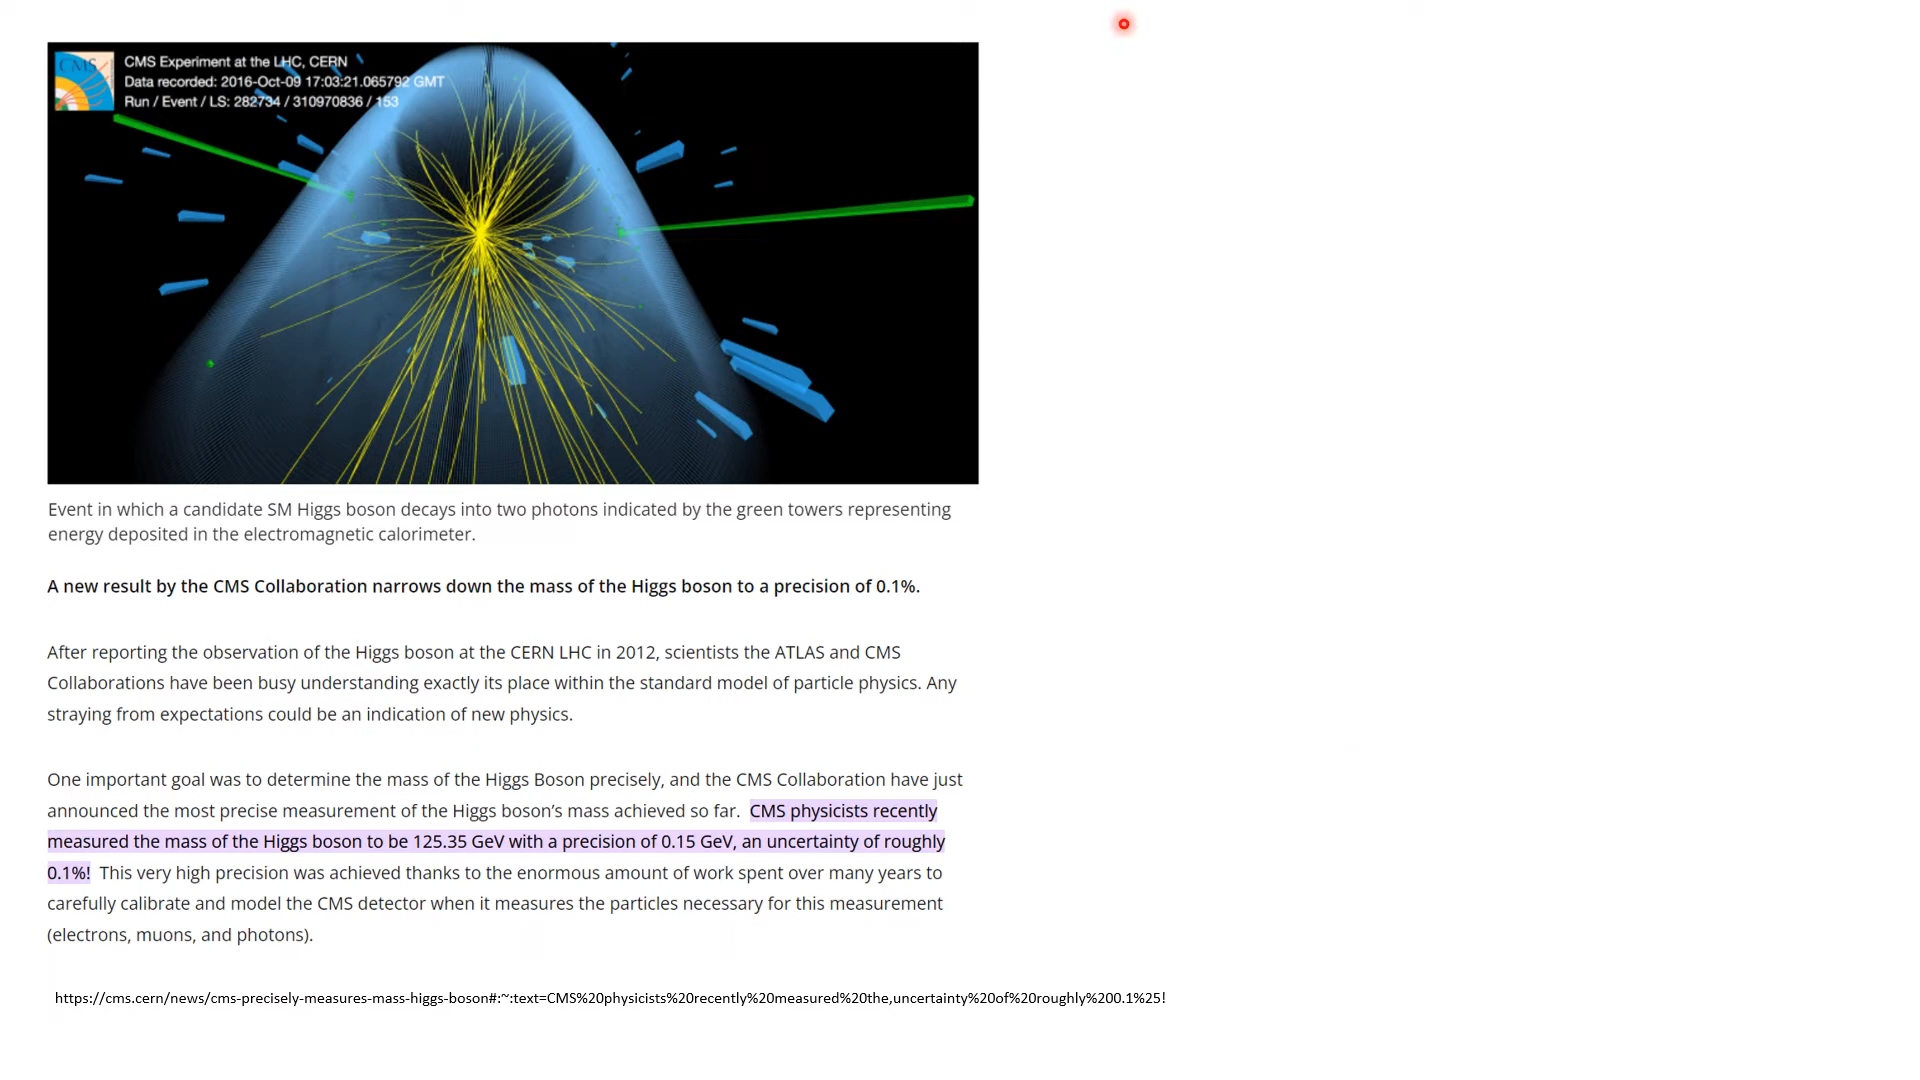 CMS
CMS Experiment at the LHC, CERN
Data recorded: 2016-Oct-09 17:03:21.065792 GMT
Run / Event / LS: 282734 / 310970836 / 153
Event in which a candidate SM Higgs boson decays into two photons indicated by the green towers representing
energy deposited in the electromagnetic calorimeter.
A new result by the CMS Collaboration narrows down the mass of the Higgs boson to a precision of 0.1%.
After reporting the observation of the Higgs boson at the CERN LHC in 2012, scientists the ATLAS and CMS
Collaborations have been busy understanding exactly its place within the standard model of particle physics. Any
straying from expectations could be an indication of new physics.
One important goal was to determine the mass of the Higgs Boson precisely, and the CMS Collaboration have just
announced the most precise measurement of the Higgs boson’s mass achieved so far. CMS physicists recently
measured the mass of the Higgs boson to be 125.35 GeV with a precision of 0.15 GeV, an uncertainty of roughly
0.1%! This very high precision was achieved thanks to the enormous amount of work spent over many years to
carefully calibrate and model the CMS detector when it measures the particles necessary for this measurement
(electrons, muons, and photons).
https://cms.cern/news/cms-precisely-measures-mass-higgs-boson#:~:text=CMS%20physicists%20recently%20measured%20the,uncertainty%20of%20roughly%200.1%25!